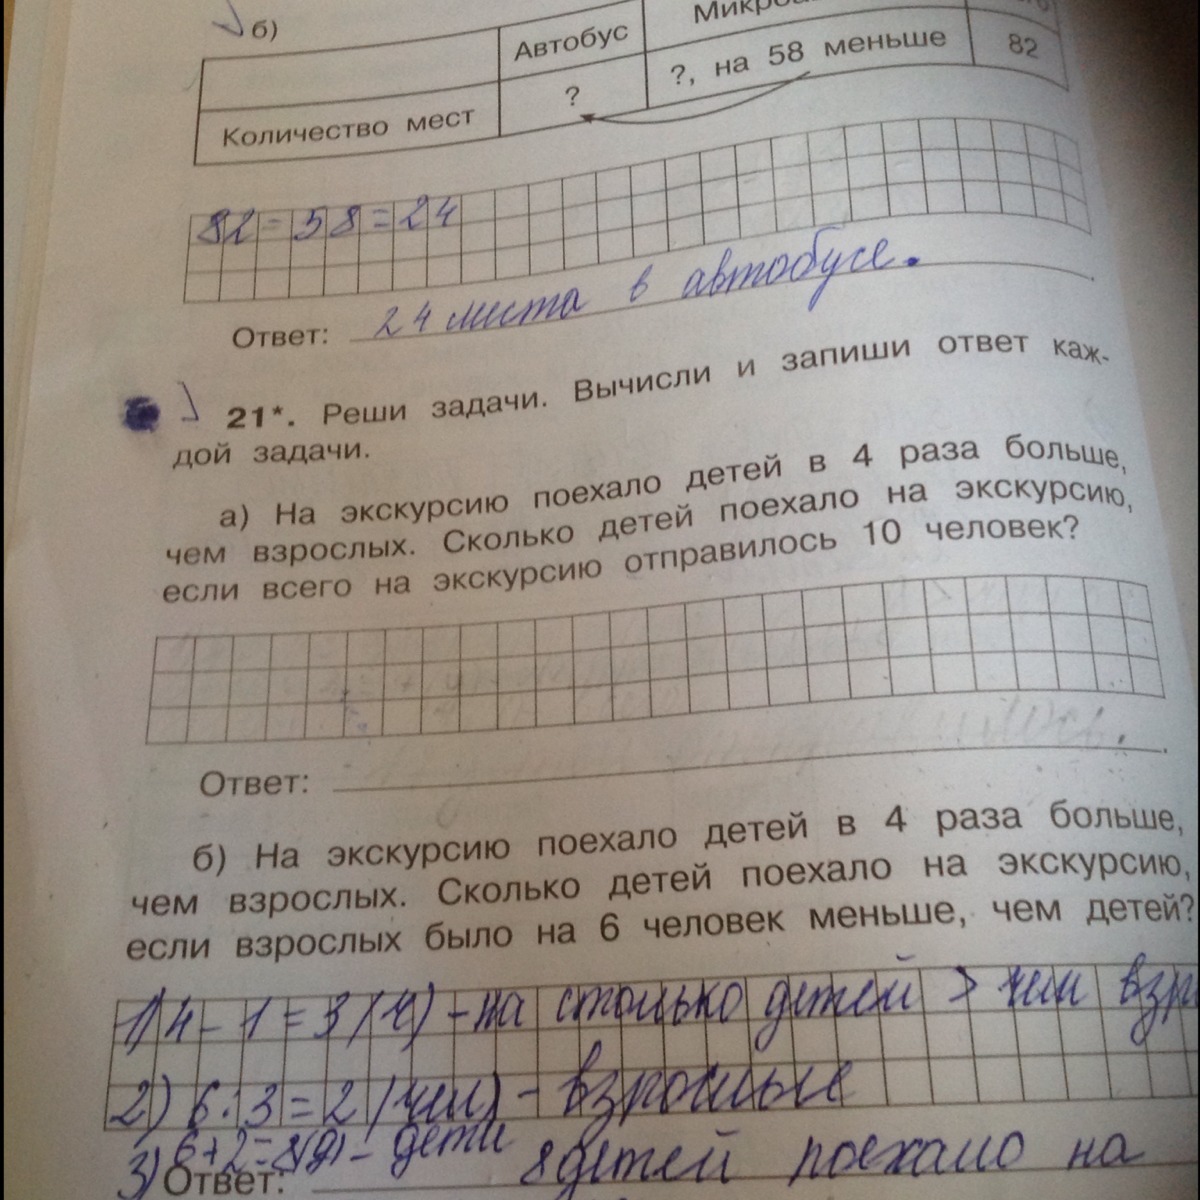 б)
Автобус
?, на 58 меньше
82
Количество мест
?
82 - 58 = 24
Ответ: 24 места в автобусе.
21*. Реши задачи. Вычисли и запиши ответ каж-
дой задачи.
а) На экскурсию поехало детей в 4 раза больше,
чем взрослых. Сколько детей поехало на экскурсию,
если всего на экскурсию отправилось 10 человек?
Ответ:
б) На экскурсию поехало детей в 4 раза больше,
чем взрослых. Сколько детей поехало на экскурсию,
если взрослых было на 6 человек меньше, чем детей?
1) 4 - 1 = 3 (ч) - на столько детей > чем взр
2) 6 : 3 = 2 (чел) - взрослые
3) 6 + 2 = 8 (д) - дети
Ответ: 8 детей поехало на